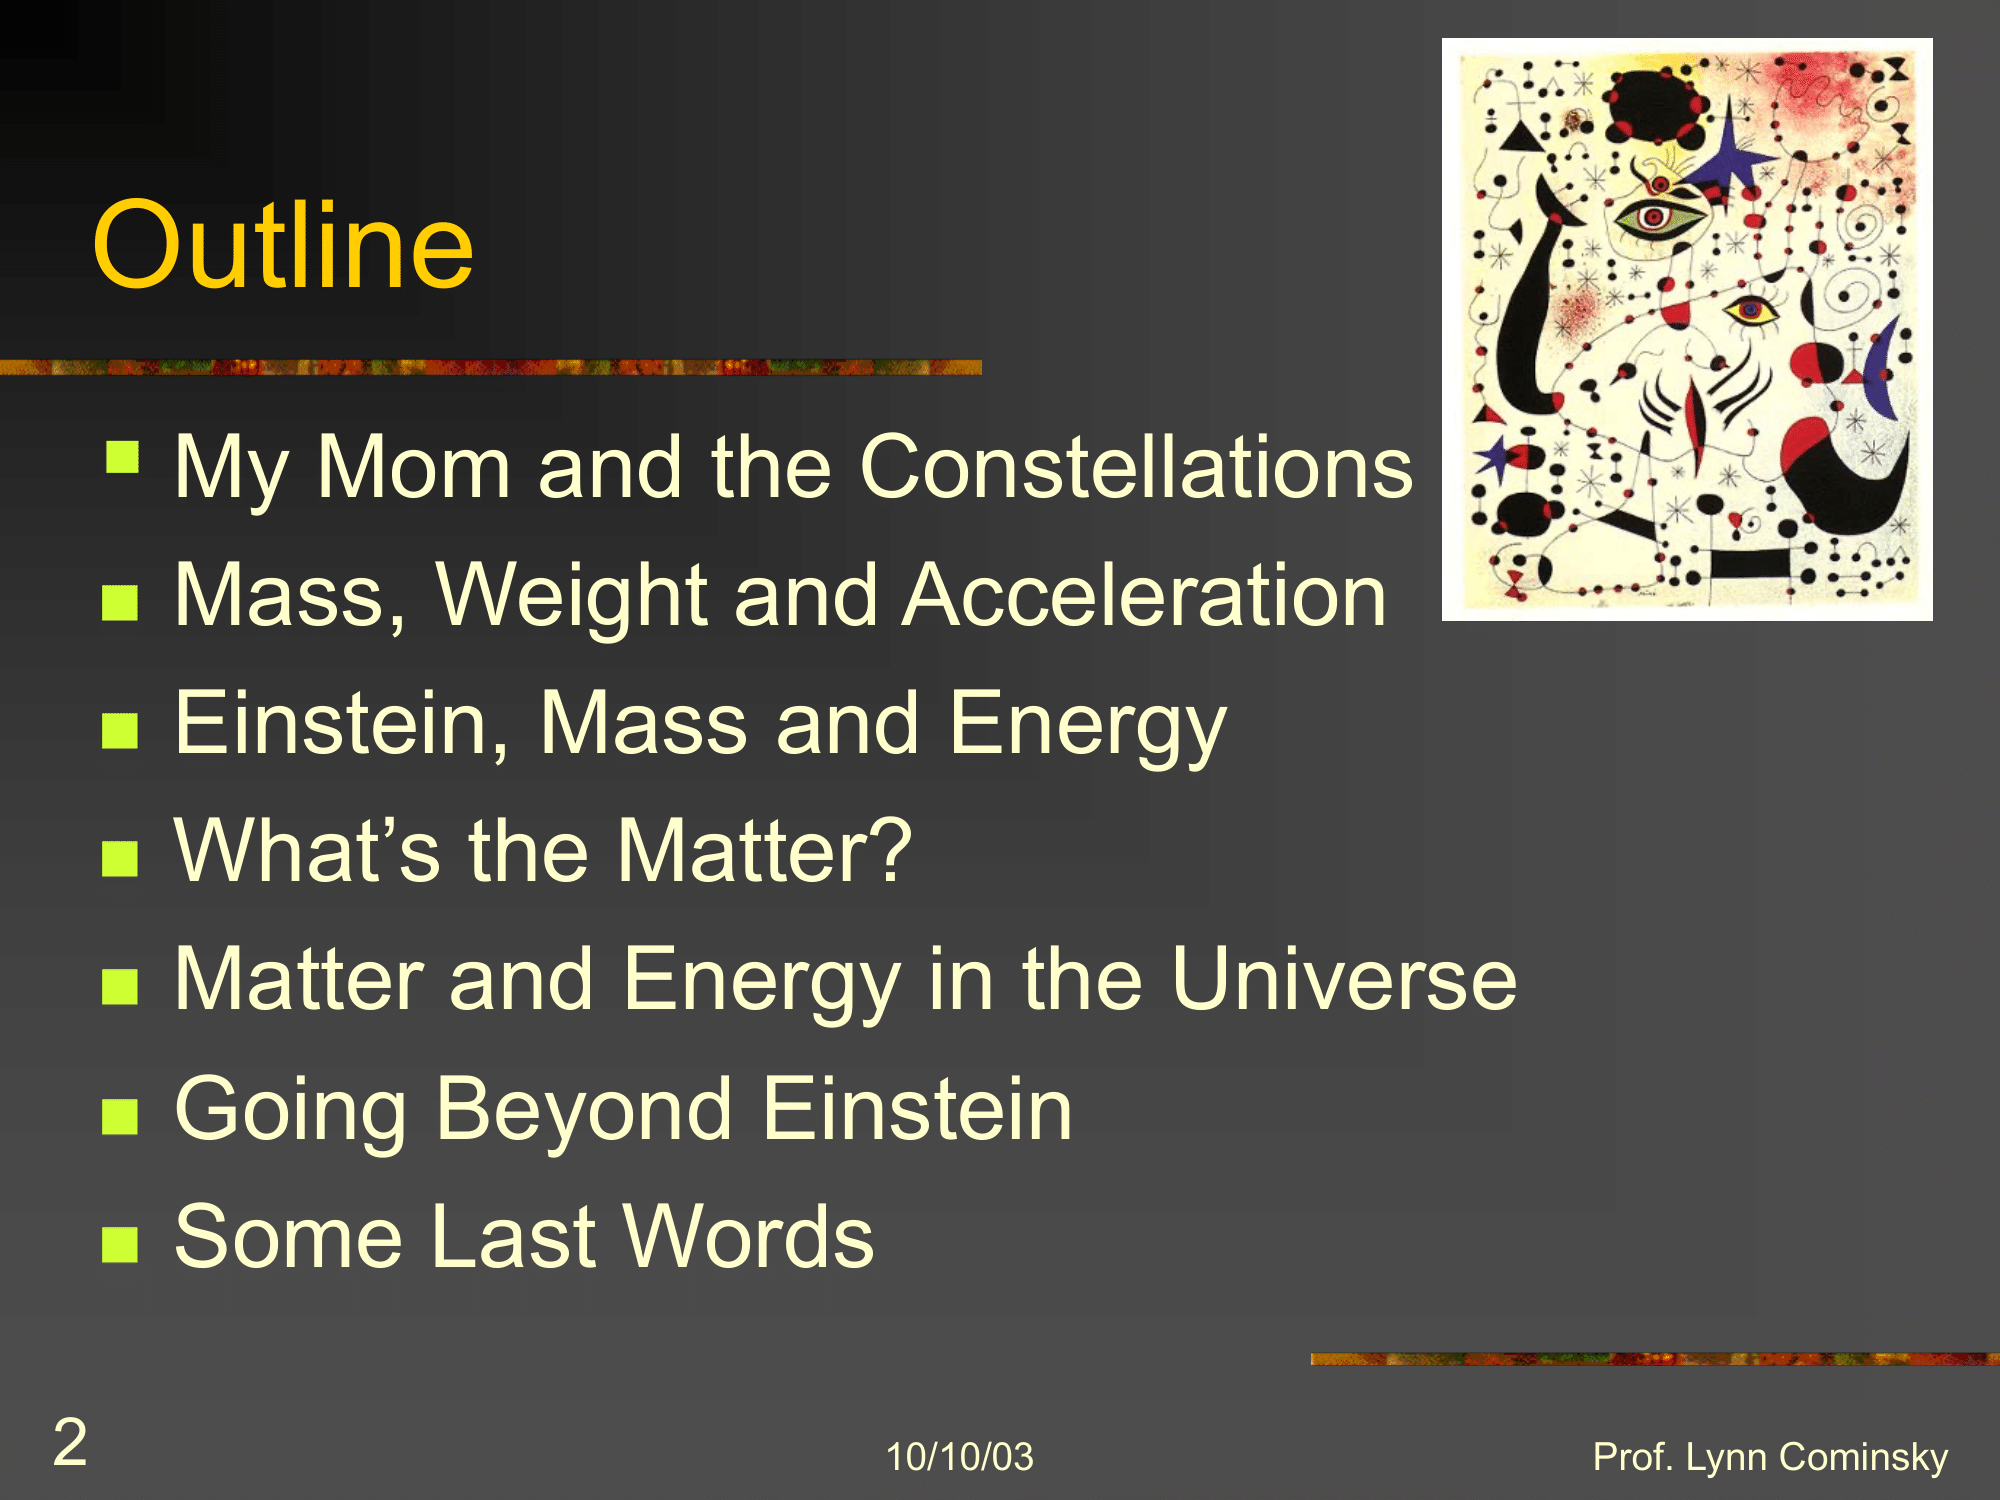 Outline
My Mom and the Constellations
Mass, Weight and Acceleration
Einstein, Mass and Energy
What’s the Matter?
Matter and Energy in the Universe
Going Beyond Einstein
Some Last Words
2
10/10/03
Prof. Lynn Cominsky